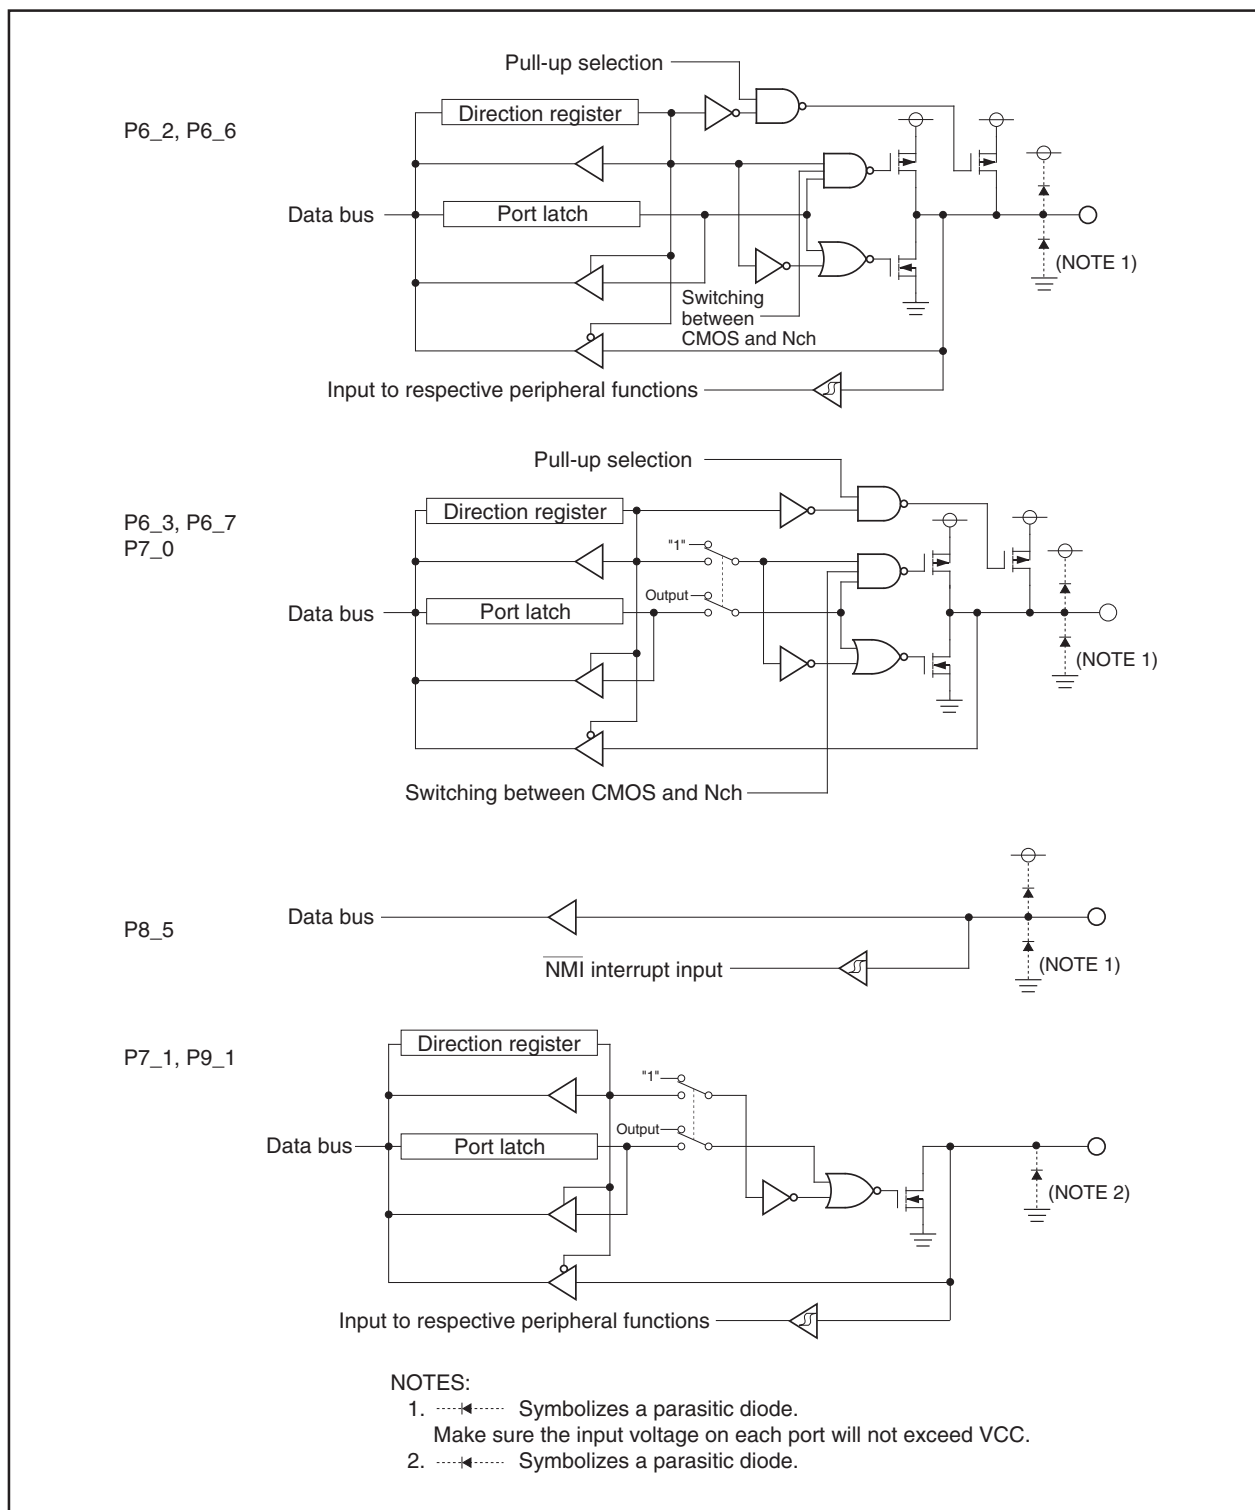 Pull-up selection
P6_2, P6_6
Direction register
Data bus
Port latch
(NOTE 1)
Switching
between
CMOS and Nch
Input to respective peripheral functions
Pull-up selection
P6_3, P6_7
P7_0
Direction register
"1"
Output
Data bus
Port latch
(NOTE 1)
Switching between CMOS and Nch
P8_5
Data bus
NMI interrupt input
(NOTE 1)
P7_1, P9_1
Direction register
"1"
Output
Data bus
Port latch
(NOTE 2)
Input to respective peripheral functions
NOTES:
1. Symbolizes a parasitic diode.
Make sure the input voltage on each port will not exceed VCC.
2. Symbolizes a parasitic diode.